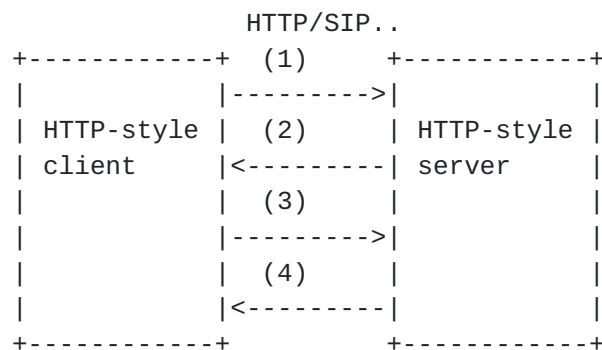 HTTP/SIP..
+------------+  (1)     +------------+
|            |--------->|            |
| HTTP-style |  (2)     | HTTP-style |
| client     |<---------| server     |
|            |  (3)     |            |
|            |--------->|            |
|            |  (4)     |            |
|            |<---------|            |
+------------+          +------------+